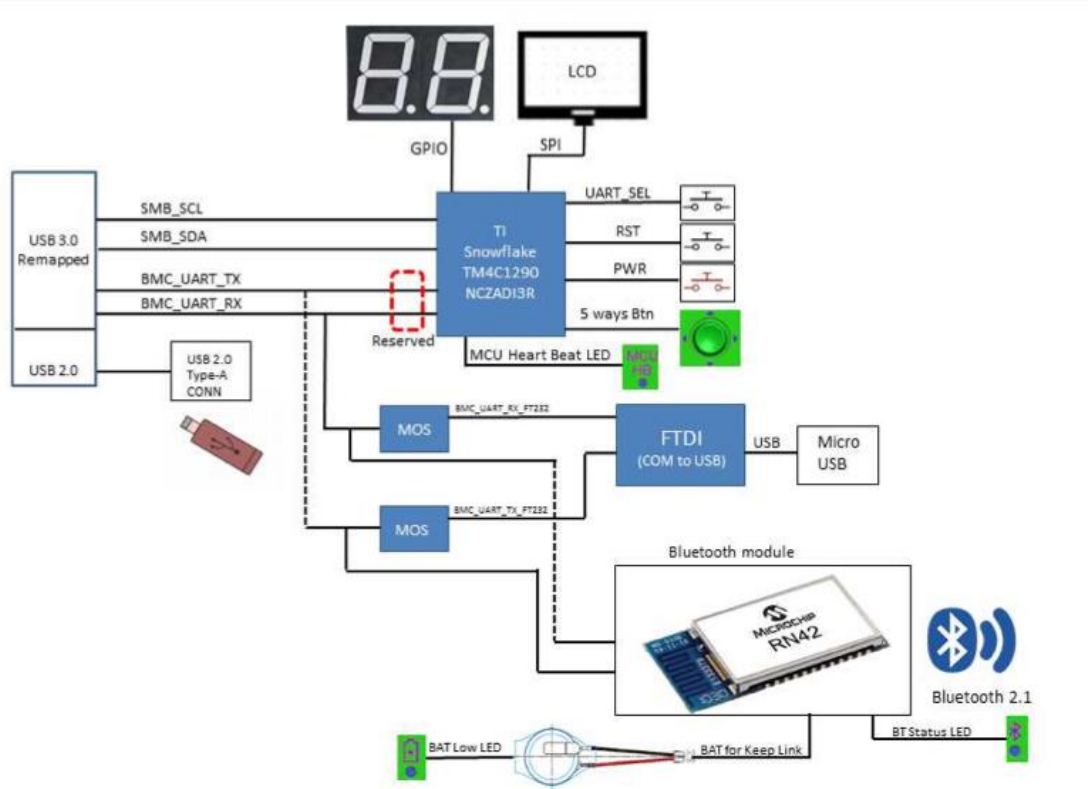 LCD
GPIO
SPI
USB 3.0
Remapped
SMB_SCL
SMB_SDA
BMC_UART_TX
BMC_UART_RX
Reserved
TI
Snowflake
TM4C1290
NCZADI3R
UART_SEL
RST
PWR
5 ways Btn
MCU Heart Beat LED
MCU
HB
USB 2.0
USB 2.0
Type-A
CONN
MOS
BMC_UART_RX_FT232
FTDI
(COM to USB)
USB
Micro
USB
MOS
BMC_UART_TX_FT232
Bluetooth module
MICROCHIP
RN42
Bluetooth 2.1
BAT Low LED
BAT for Keep Link
BT Status LED